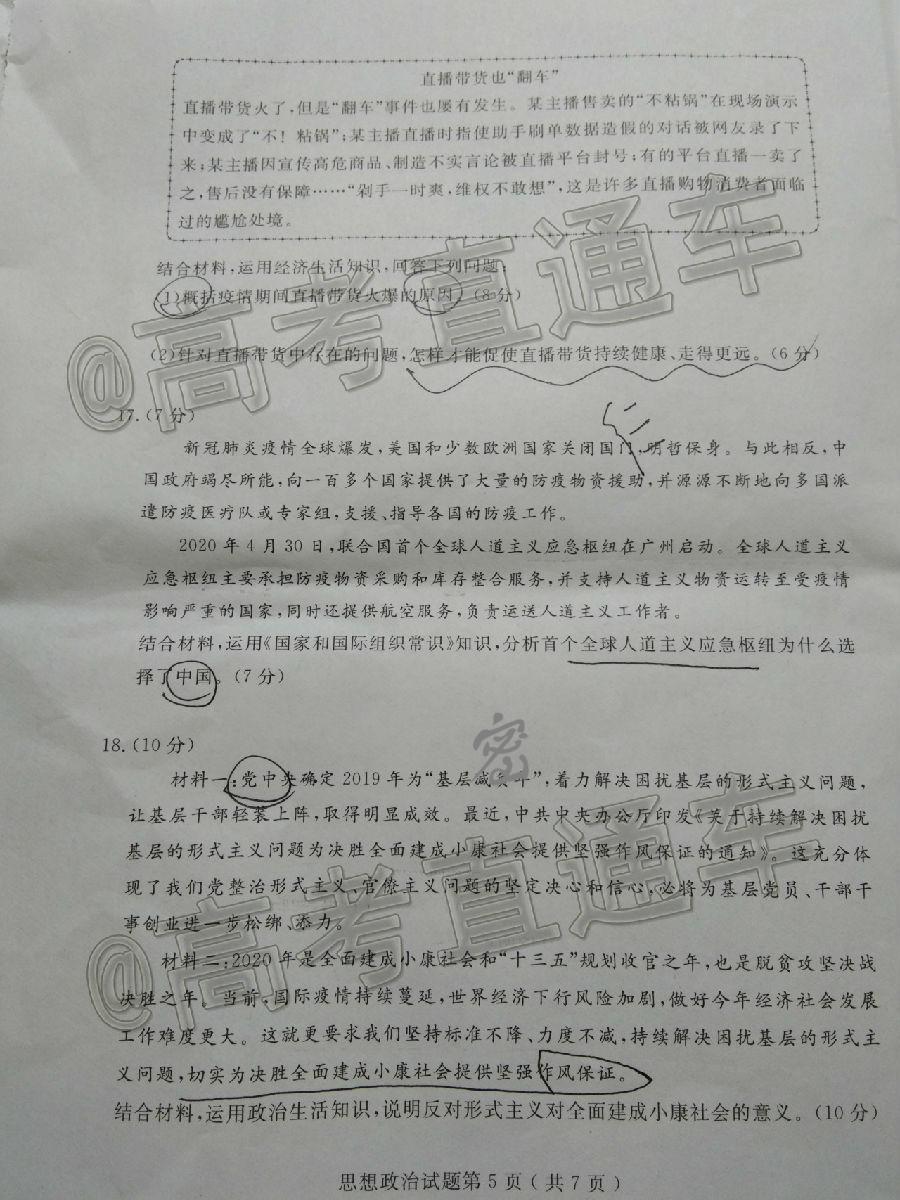 直播带货也“翻车”
直播带货火了,但是“翻车”事件也屡有发生。某主播售卖的“不粘锅”在现场演示
中变成了“不！粘锅”;某主播直播时指使助手刷单数据造假的对话被网友录了下
来;某主播因宣传高危商品、制造不实言论被直播平台封号;有的平台直播一卖了
之,售后没有保障……“剁手一时爽,维权不敢想”,这是许多直播购物消费者面临
过的尴尬处境。
结合材料,运用经济生活知识,回答下列问题:
(1)概括疫情期间直播带货火爆的原因。(8分)
(2)针对直播带货中存在的问题,怎样才能促使直播带货持续健康、走得更远。(6分)
@高考直通车
17.(7分)
新冠肺炎疫情全球爆发,美国和少数欧洲国家关闭国门,明哲保身。与此相反,中
国政府竭尽所能,向一百多个国家提供了大量的防疫物资援助,并源源不断地向多国派
遣防疫医疗队或专家组,支援、指导各国的防疫工作。
2020年4月30日,联合国首个全球人道主义应急枢纽在广州启动。全球人道主义
应急枢纽主要承担防疫物资采购和库存整合服务,并支持人道主义物资运转至受疫情
影响严重的国家,同时还提供航空服务,负责运送人道主义工作者。
结合材料,运用《国家和国际组织常识》知识,分析首个全球人道主义应急枢纽为什么选
择了中国。(7分)
密
18.(10分)
材料一:党中央确定2019年为“基层减负年”,着力解决困扰基层的形式主义问题,
让基层干部轻装上阵,取得明显成效。最近,中共中央办公厅印发《关于持续解决困扰
基层的形式主义问题为决胜全面建成小康社会提供坚强作风保证的通知》。这充分体
现了我们党整治形式主义、官僚主义问题的坚定决心和信心,必将为基层党员、干部干
事创业进一步松绑、添力。
@高考直通车
材料二:2020年是全面建成小康社会和“十三五”规划收官之年,也是脱贫攻坚决战
决胜之年。当前,国际疫情持续蔓延,世界经济下行风险加剧,做好今年经济社会发展
工作难度更大。这就更要求我们坚持标准不降、力度不减,持续解决困扰基层的形式主
义问题,切实为决胜全面建成小康社会提供坚强作风保证。
结合材料,运用政治生活知识,说明反对形式主义对全面建成小康社会的意义。(10分)
思想政治试题第5页(共7页)